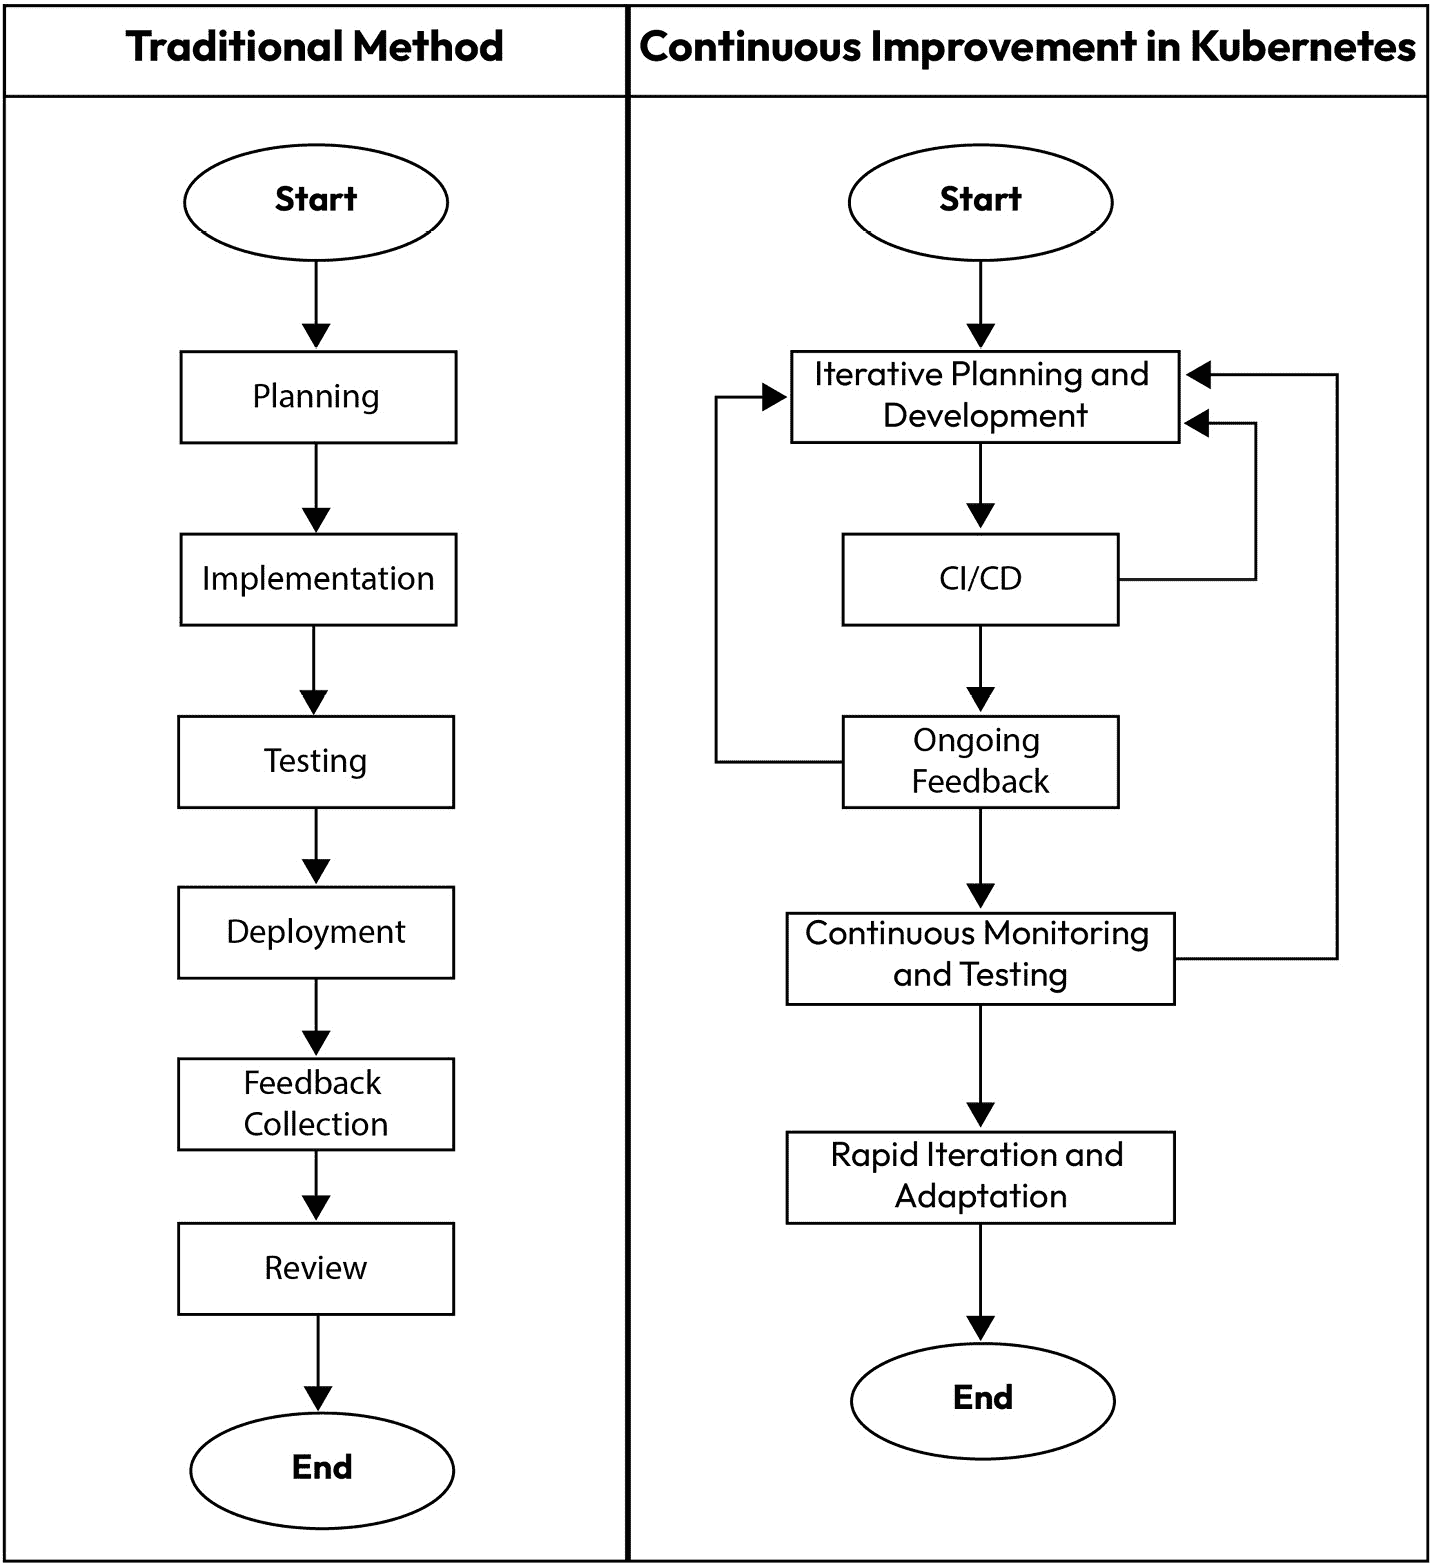 Traditional Method
Start
Planning
Implementation
Testing
Deployment
Feedback
Collection
Review
End
Continuous Improvement in Kubernetes
Start
Iterative Planning and
Development
CI/CD
Ongoing
Feedback
Continuous Monitoring
and Testing
Rapid Iteration and
Adaptation
End